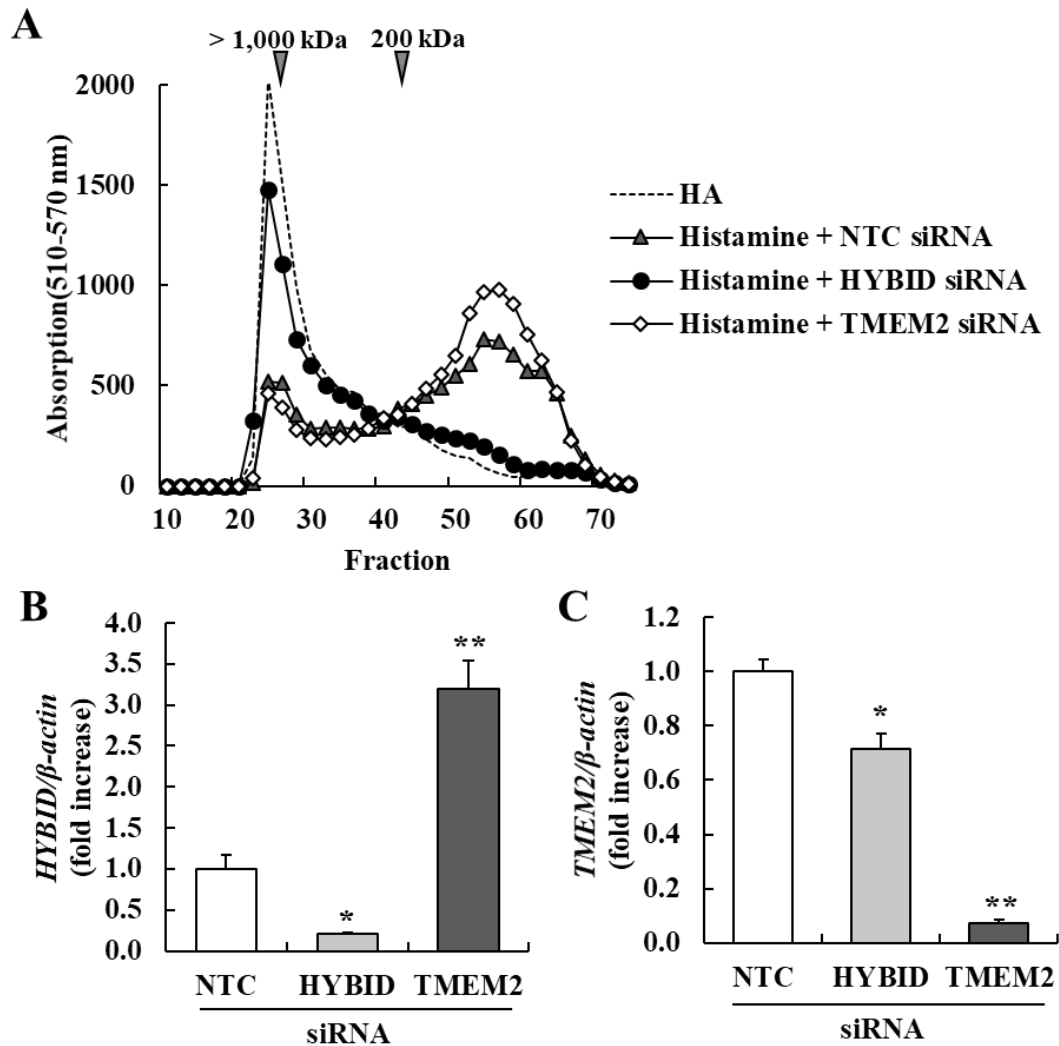 A
> 1,000 kDa 200 kDa
2000
1500
1000
500
0
Absorption(510-570 nm)
10 20 30 40 50 60 70
Fraction
HA
Histamine + NTC siRNA
Histamine + HYBID siRNA
Histamine + TMEM2 siRNA
B
4.0
3.5
3.0
2.5
2.0
1.5
1.0
0.5
0.0
HYBID/β-actin
(fold increase)
*
**
NTC HYBID TMEM2
siRNA
C
1.2
1.0
0.8
0.6
0.4
0.2
0.0
TMEM2/β-actin
(fold increase)
*
**
NTC HYBID TMEM2
siRNA